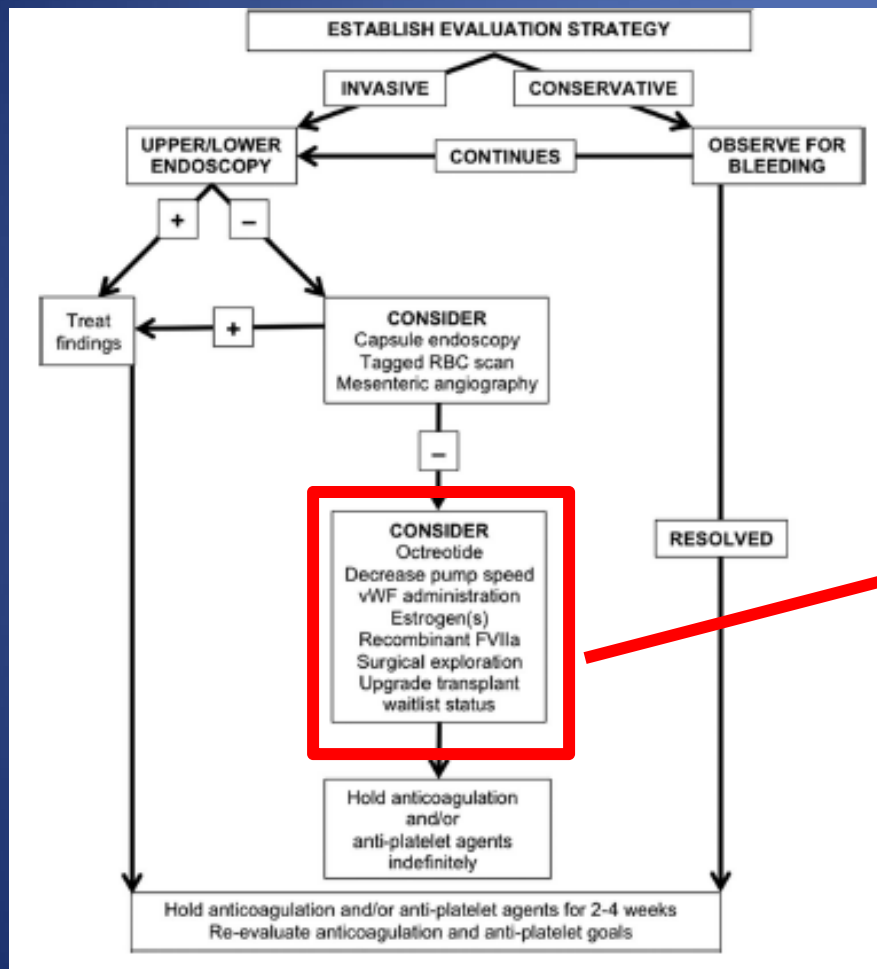 ESTABLISH EVALUATION STRATEGY
INVASIVE
CONSERVATIVE
UPPER/LOWER
ENDOSCOPY
CONTINUES
OBSERVE FOR
BLEEDING
+
−
Treat
findings
+
CONSIDER
Capsule endoscopy
Tagged RBC scan
Mesenteric angiography
−
CONSIDER
Octreotide
Decrease pump speed
vWF administration
Estrogen(s)
Recombinant FVIIa
Surgical exploration
Upgrade transplant
waitlist status
RESOLVED
Hold anticoagulation
and/or
anti-platelet agents
indefinitely
Hold anticoagulation and/or anti-platelet agents for 2-4 weeks
Re-evaluate anticoagulation and anti-platelet goals